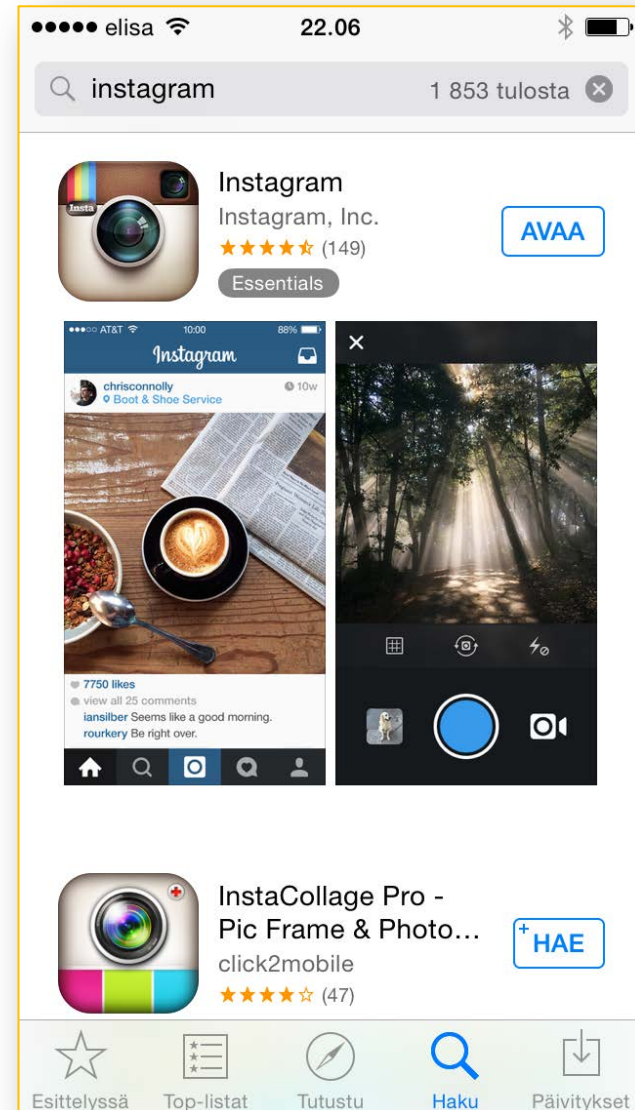 elisa 22.06
instagram 1 853 tulosta
Insta
Instagram
Instagram, Inc.
(149)
AVAA
Essentials
AT&T 10:00 88%
Instagram
chrisconnolly 10w
Boot & Shoe Service
7750 likes
view all 25 comments
iansilber Seems like a good morning.
rourkery Be right over.
InstaCollage Pro -
Pic Frame & Photo...
click2mobile
(47)
+ HAE
Esittelyssä Top-listat Tutustu Haku Päivitykset